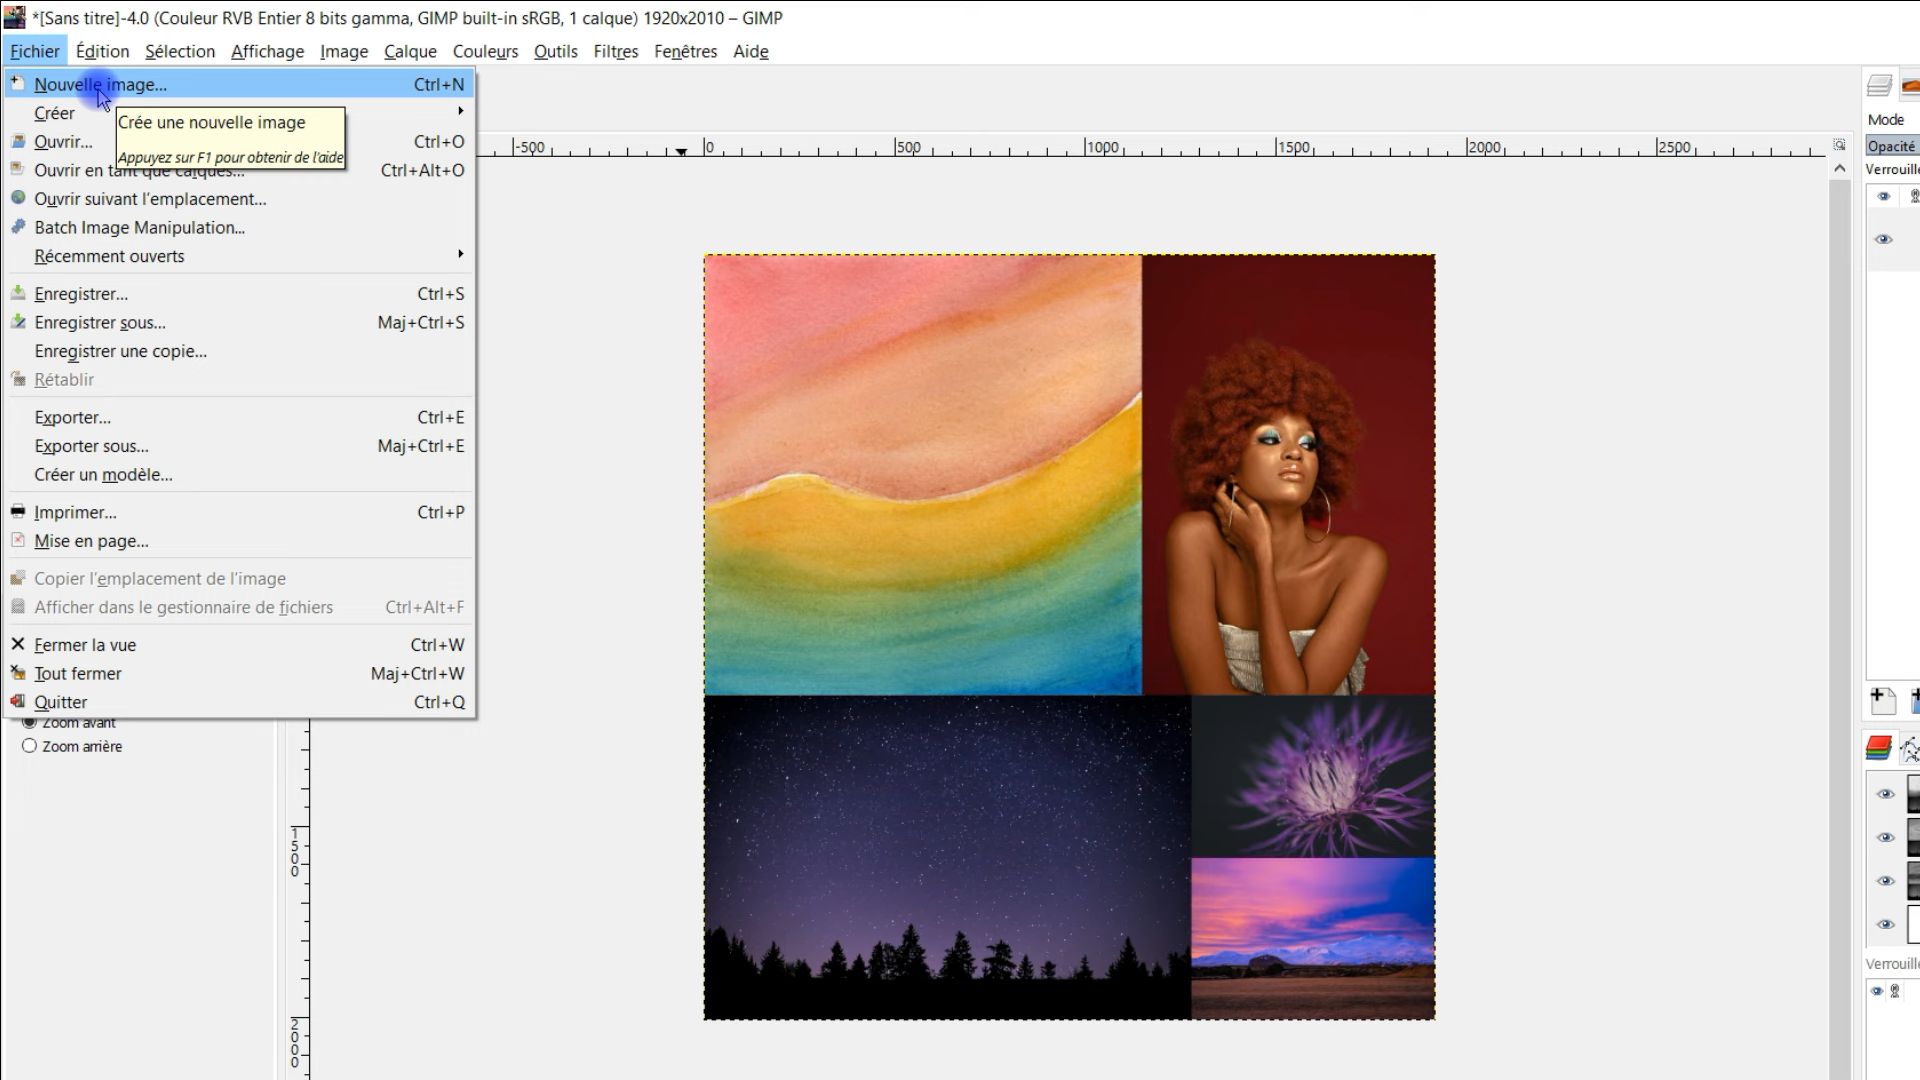 *[Sans titre]-4.0 (Couleur RVB Entier 8 bits gamma, GIMP built-in sRGB, 1 calque) 1920x2010 – GIMP
Fichier Édition Sélection Affichage Image Calque Couleurs Outils Filtres Fenêtres Aide
Nouvelle image... Ctrl+N
Créer
Crée une nouvelle image
Appuyez sur F1 pour obtenir de l'aide
Ouvrir... Ctrl+O
Ouvrir en tant que calques... Ctrl+Alt+O
Ouvrir suivant l'emplacement...
Batch Image Manipulation...
Récemment ouverts
Enregistrer... Ctrl+S
Enregistrer sous... Maj+Ctrl+S
Enregistrer une copie...
Rétablir
Exporter... Ctrl+E
Exporter sous... Maj+Ctrl+E
Créer un modèle...
Imprimer... Ctrl+P
Mise en page...
Copier l'emplacement de l'image
Afficher dans le gestionnaire de fichiers Ctrl+Alt+F
Fermer la vue Ctrl+W
Tout fermer Maj+Ctrl+W
Quitter Ctrl+Q
Zoom avant
Zoom arrière
-500 0 500 1000 1500 2000 2500
1500
2000
Mode
Opacité
Verrouille
Verrouille